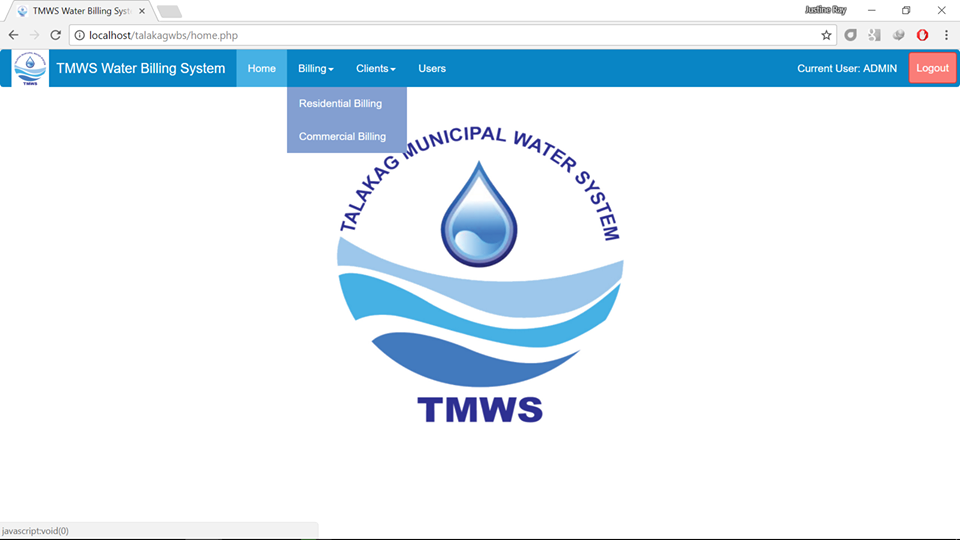 TMWS Water Billing Syst
Justine Ray
localhost/talakagwbs/home.php
TMWS
TMWS Water Billing System
Home
Billing
Clients
Users
Current User: ADMIN
Logout
Residential Billing
Commercial Billing
TALAKAG MUNICIPAL WATER SYSTEM
TMWS
javascript:void(0)